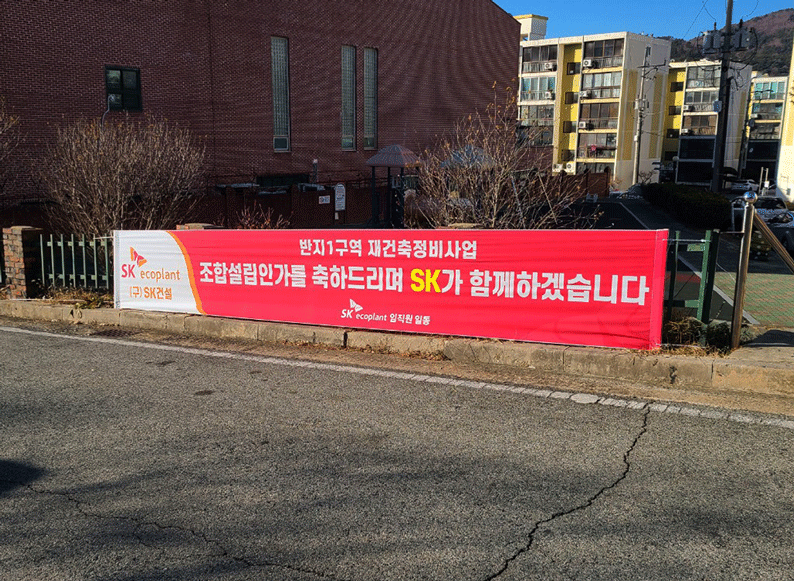 반지1구역 재건축정비사업
SK ecoplant
(구) SK건설
조합설립인가를 축하드리며 SK가 함께하겠습니다
SK ecoplant 임직원 일동